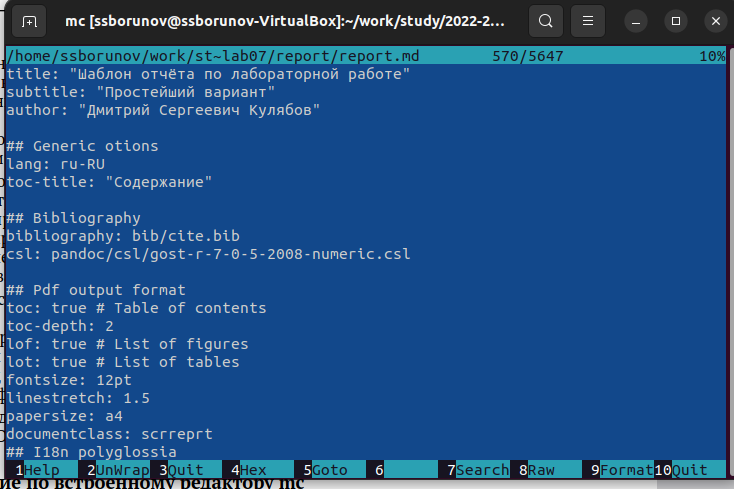 mc [ssborunov@ssborunov-VirtualBox]:~/work/study/2022-2...
/home/ssborunov/work/st~lab07/report/report.md 570/5647 10%
title: "Шаблон отчёта по лабораторной работе"
subtitle: "Простейший вариант"
author: "Дмитрий Сергеевич Кулябов"
## Generic otions
lang: ru-RU
toc-title: "Содержание"
## Bibliography
bibliography: bib/cite.bib
csl: pandoc/csl/gost-r-7-0-5-2008-numeric.csl
## Pdf output format
toc: true # Table of contents
toc-depth: 2
lof: true # List of figures
lot: true # List of tables
fontsize: 12pt
linestretch: 1.5
papersize: a4
documentclass: scrreprt
## I18n polyglossia
1Help 2UnWrap 3Quit 4Hex 5Goto 6 7Search 8Raw 9Format 10Quit
ие по встроенному редактору mc